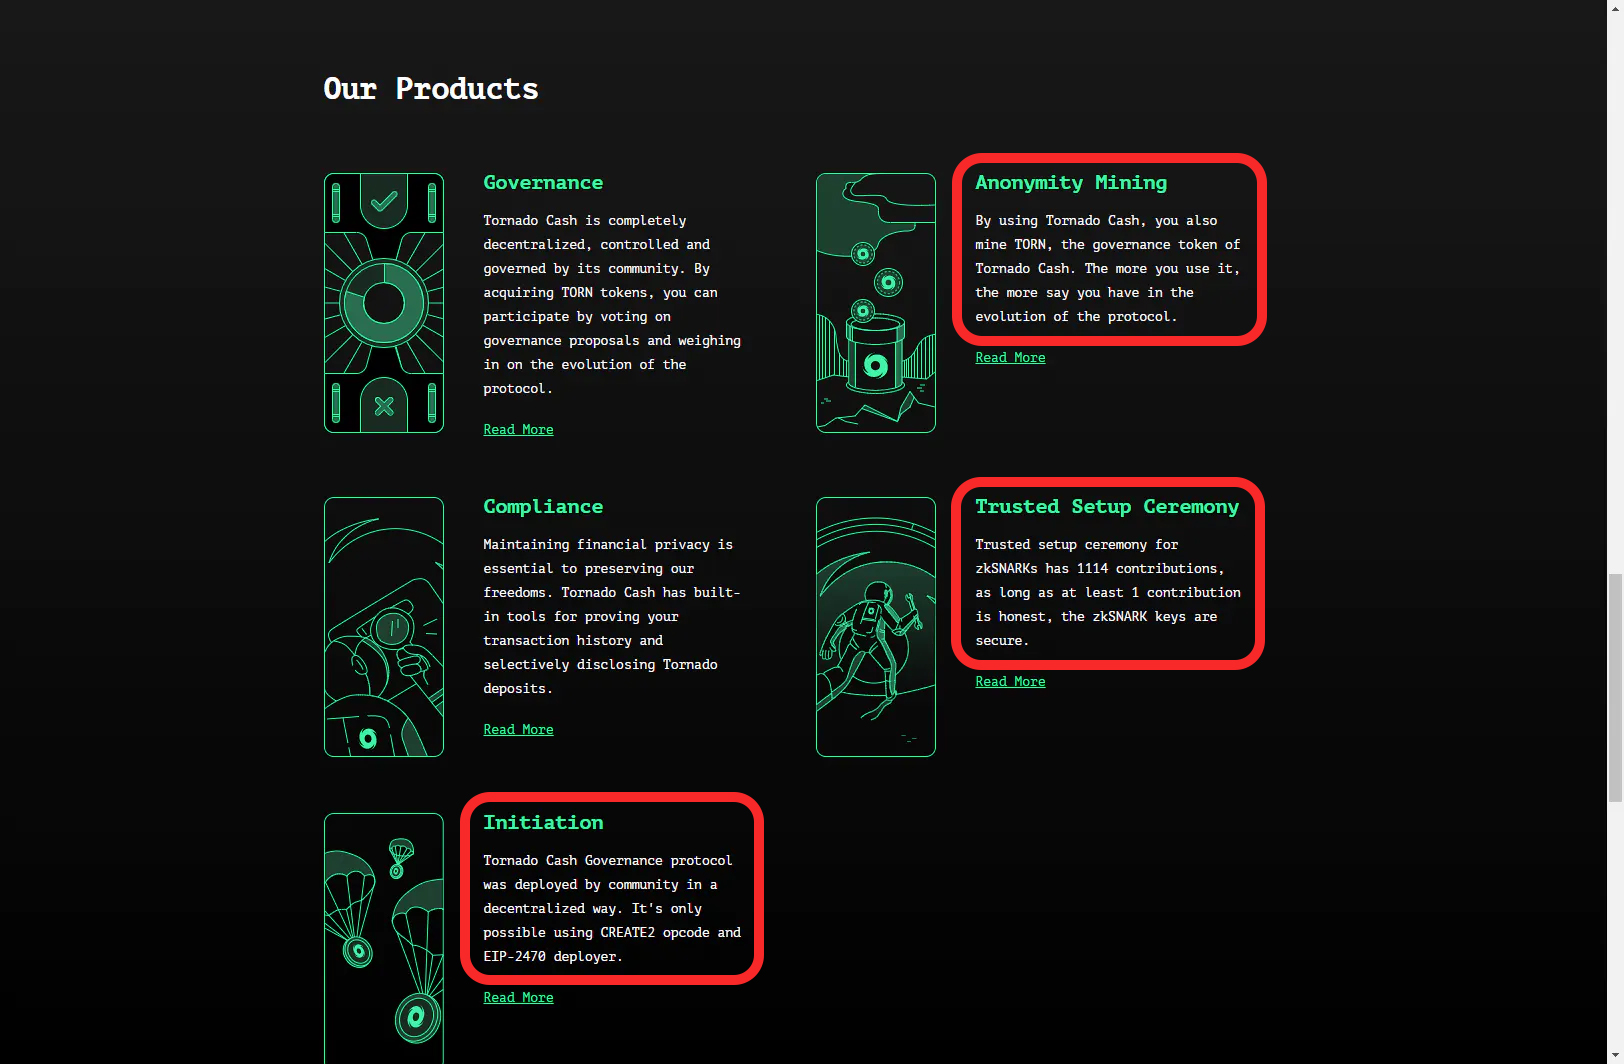 Our Products
Governance
Tornado Cash is completely
decentralized, controlled and
governed by its community. By
acquiring TORN tokens, you can
participate by voting on
governance proposals and weighing
in on the evolution of the
protocol.
Read More
Anonymity Mining
By using Tornado Cash, you also
mine TORN, the governance token of
Tornado Cash. The more you use it,
the more say you have in the
evolution of the protocol.
Read More
Compliance
Maintaining financial privacy is
essential to preserving our
freedoms. Tornado Cash has built-
in tools for proving your
transaction history and
selectively disclosing Tornado
deposits.
Read More
Trusted Setup Ceremony
Trusted setup ceremony for
zkSNARKs has 1114 contributions,
as long as at least 1 contribution
is honest, the zkSNARK keys are
secure.
Read More
Initiation
Tornado Cash Governance protocol
was deployed by community in a
decentralized way. It's only
possible using CREATE2 opcode and
EIP-2470 deployer.
Read More